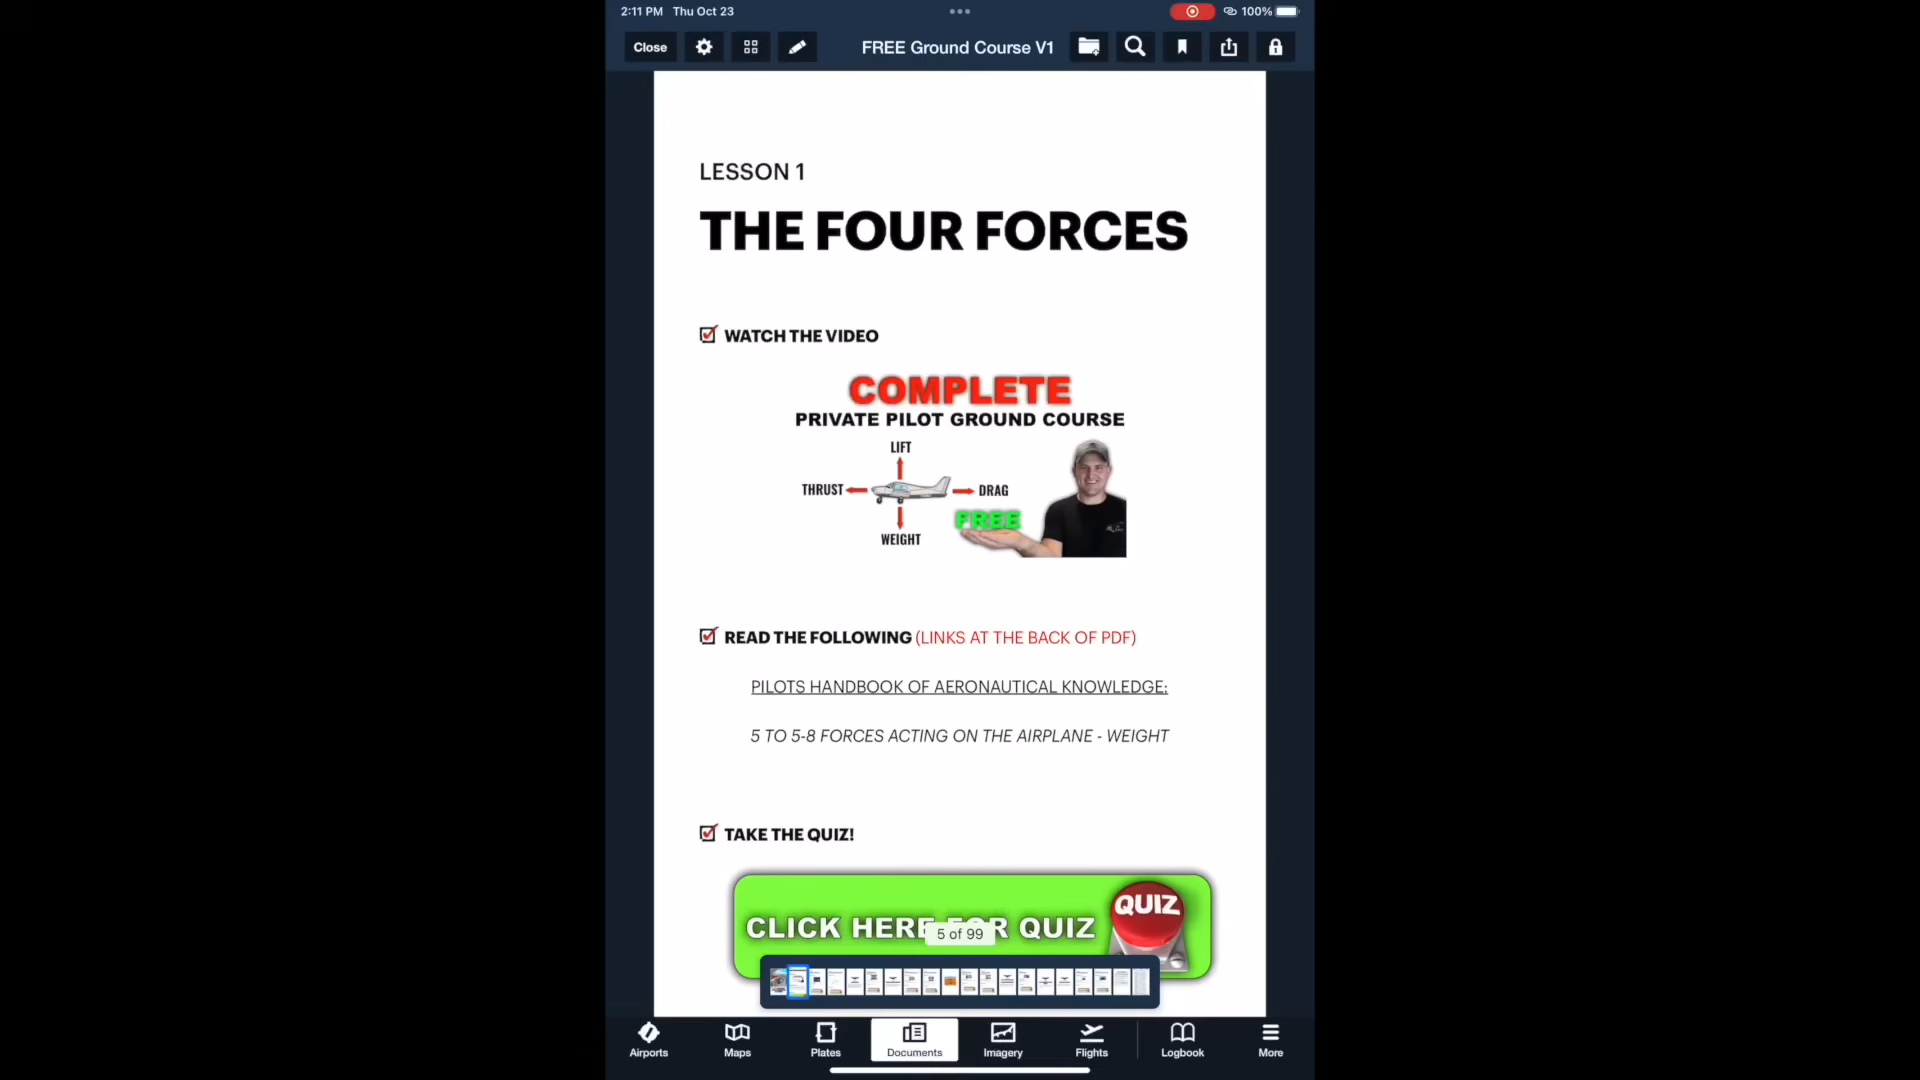 2:11 PM Thu Oct 23
100%
Close
FREE Ground Course V1
LESSON 1
THE FOUR FORCES
WATCH THE VIDEO
COMPLETE
PRIVATE PILOT GROUND COURSE
LIFT
THRUST
DRAG
FREE
WEIGHT
READ THE FOLLOWING (LINKS AT THE BACK OF PDF)
PILOTS HANDBOOK OF AERONAUTICAL KNOWLEDGE:
5 TO 5-8 FORCES ACTING ON THE AIRPLANE - WEIGHT
TAKE THE QUIZ!
QUIZ
CLICK HERE FOR QUIZ
5 of 99
Airports
Maps
Plates
Documents
Imagery
Flights
Logbook
More